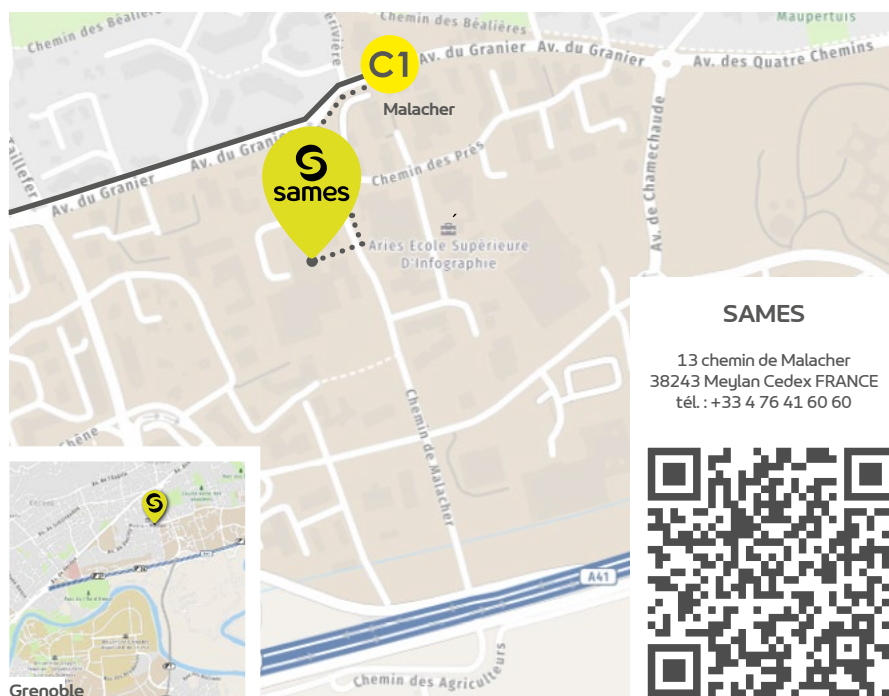 Chemin des Béalières
Chemin des Béalières
Maupertuis
C1
Av. du Granier
Av. du Granier
Av. des Quatre Chemins
Malacher
Av. du Granier
Av. du Granier
Chemin des Prés
Av. de Chamechaude
sames
Aries Ecole Supérieure
D'Infographie
SAMES
13 chemin de Malacher
38243 Meylan Cedex FRANCE
tél. : +33 4 76 41 60 60
Chemin de Malacher
A41
Chemin des Agriculteurs
Grenoble